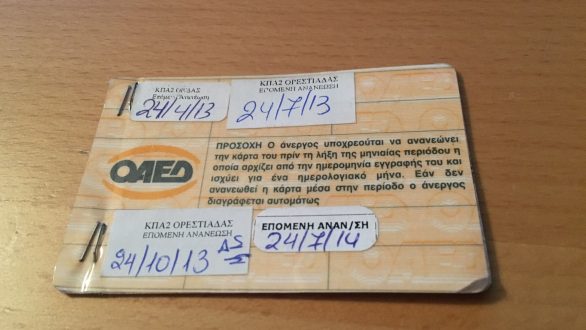 ΚΠΑ2 ΟΡΕΣΤΙΑΔΑΣ
24/4/13
ΚΠΑ2 ΟΡΕΣΤΙΑΔΑΣ
ΕΠΟΜΕΝΗ ΑΝΑΝΕΩΣΗ
24/7/13
ΟΑΕΔ
ΠΡΟΣΟΧΗ Ο άνεργος υποχρεούται να ανανεώνει
την κάρτα του πρίν τη λήξη της μηνιαίας περιόδου η
οποία αρχίζει από την ημερομηνία εγγραφής του και
ισχύει για ένα ημερολογιακό μήνα. Εάν δεν
ανανεωθεί η κάρτα μέσα στην περίοδο ο άνεργος
διαγράφεται αυτομάτως
ΚΠΑ2 ΟΡΕΣΤΙΑΔΑΣ
ΕΠΟΜΕΝΗ ΑΝΑΝΕΩΣΗ
24/10/13
ΕΠΟΜΕΝΗ ΑΝΑΝ/ΣΗ
24/7/14